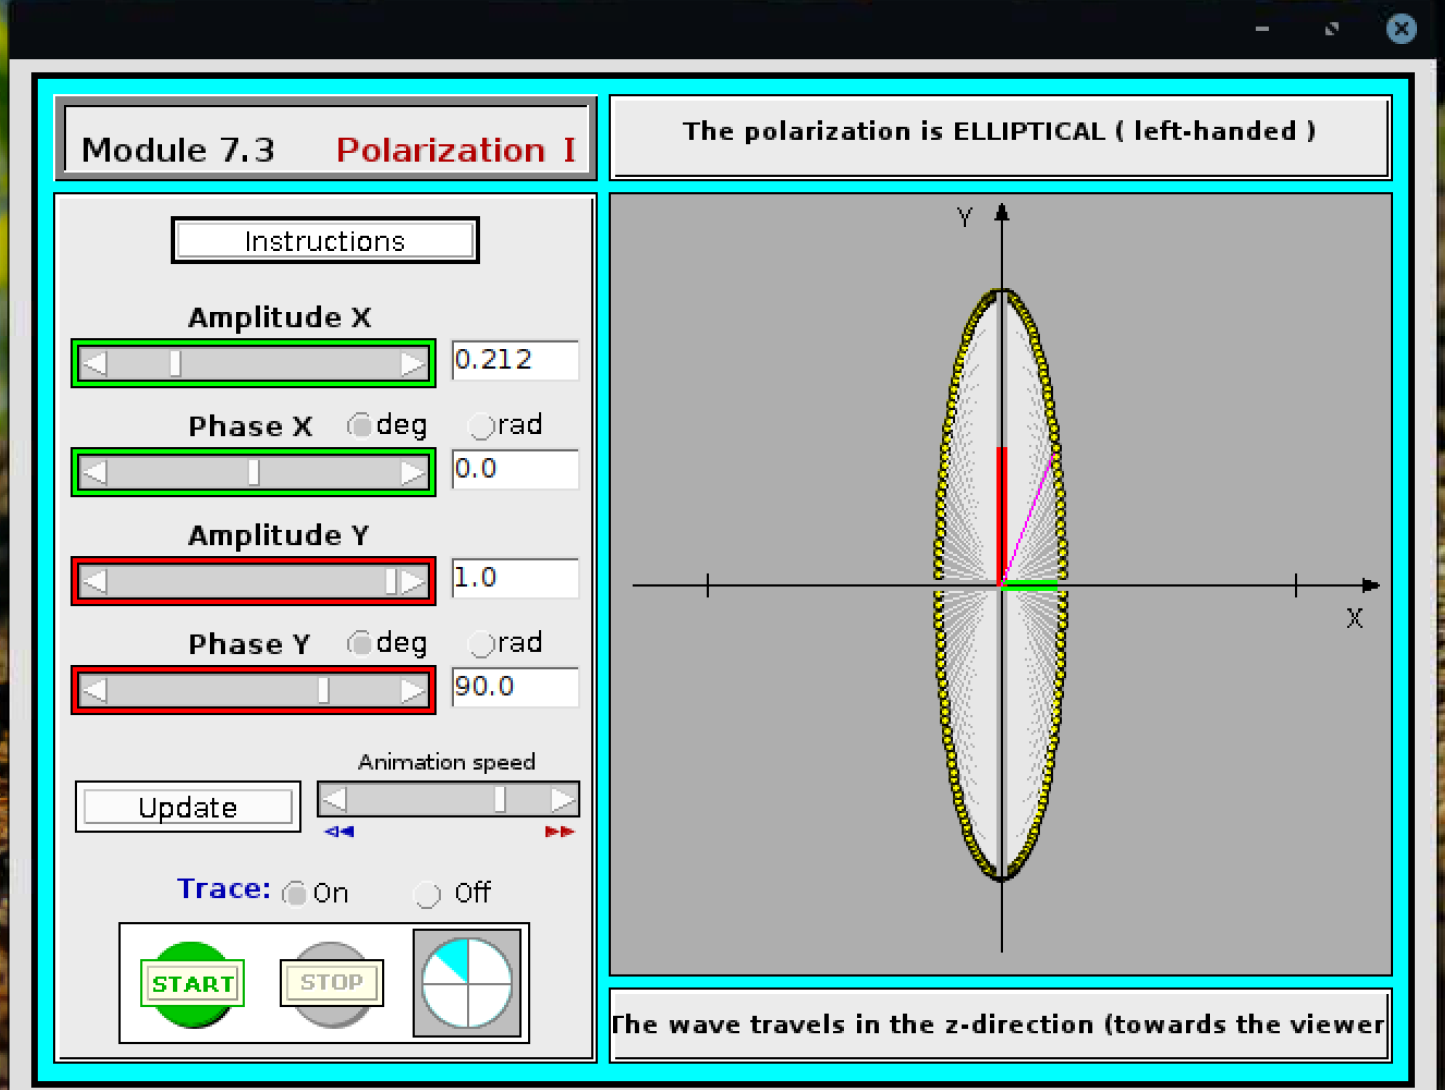 Module 7.3 Polarization I
The polarization is ELLIPTICAL ( left-handed )
Instructions
Amplitude X
0.212
Phase X deg rad
0.0
Amplitude Y
1.0
Phase Y deg rad
90.0
Animation speed
Update
Trace: On Off
START STOP
Y
X
The wave travels in the z-direction (towards the viewer